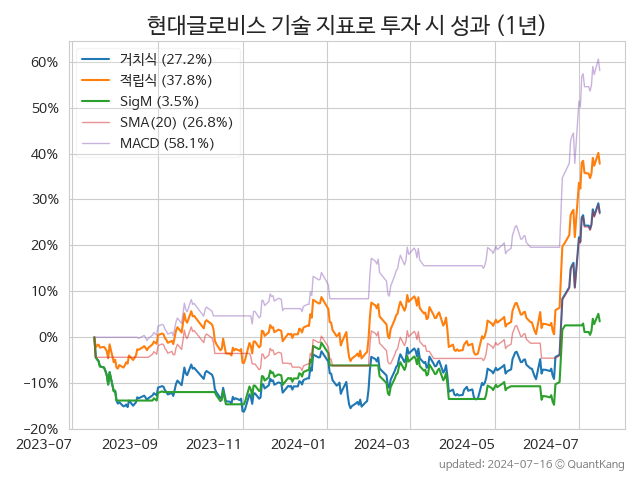 현대글로비스 기술 지표로 투자 시 성과 (1년)
거치식 (27.2%)
적립식 (37.8%)
SigM (3.5%)
SMA(20) (26.8%)
MACD (58.1%)
60%
50%
40%
30%
20%
10%
0%
−10%
−20%
2023-07 2023-09 2023-11 2024-01 2024-03 2024-05 2024-07
updated: 2024-07-16 © QuantKang